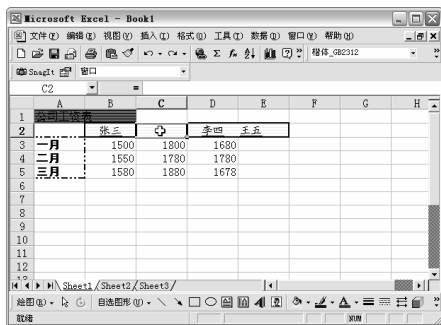 Microsoft Excel - Book1
文件(F) 编辑(E) 视图(V) 插入(I) 格式(O) 工具(T) 数据(D) 窗口(W) 帮助(H)
楷体_GB2312
SnagIt 窗口
C2 =
A B C D E F G H
1 公司工资表
2 张三 李四 王五
3 一月 1500 1800 1680
4 二月 1550 1780 1780
5 三月 1580 1880 1678
6
7
8
9
10
11
12
Sheet1 Sheet2 Sheet3
绘图(R) 自选图形(U)
就绪 NUM